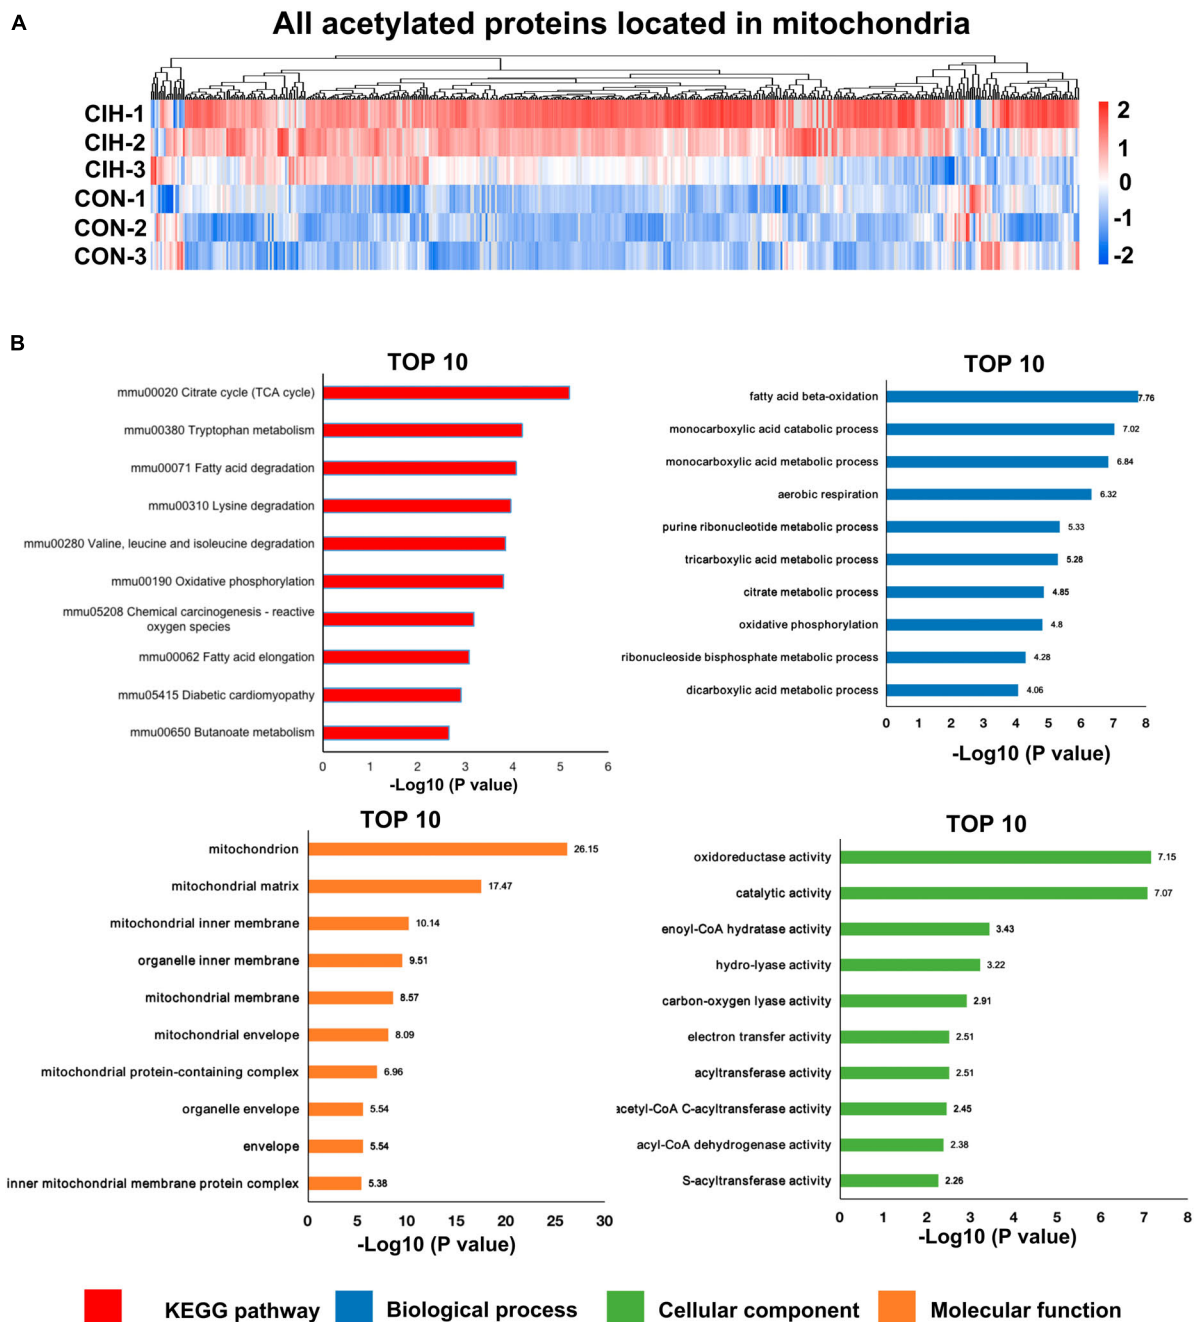 A
All acetylated proteins located in mitochondria
CIH-1
CIH-2
CIH-3
CON-1
CON-2
CON-3
2
1
0
-1
-2
B
TOP 10
mmu00020 Citrate cycle (TCA cycle)
mmu00380 Tryptophan metabolism
mmu00071 Fatty acid degradation
mmu00310 Lysine degradation
mmu00280 Valine, leucine and isoleucine degradation
mmu00190 Oxidative phosphorylation
mmu05208 Chemical carcinogenesis - reactive
oxygen species
mmu00062 Fatty acid elongation
mmu05415 Diabetic cardiomyopathy
mmu00650 Butanoate metabolism
0 1 2 3 4 5 6
-Log10 (P value)
TOP 10
fatty acid beta-oxidation 7.76
monocarboxylic acid catabolic process 7.02
monocarboxylic acid metabolic process 6.84
aerobic respiration 6.32
purine ribonucleotide metabolic process 5.33
tricarboxylic acid metabolic process 5.28
citrate metabolic process 4.85
oxidative phosphorylation 4.8
ribonucleoside bisphosphate metabolic process 4.28
dicarboxylic acid metabolic process 4.06
0 1 2 3 4 5 6 7 8
-Log10 (P value)
TOP 10
mitochondrion 26.15
mitochondrial matrix 17.47
mitochondrial inner membrane 10.14
organelle inner membrane 9.51
mitochondrial membrane 8.57
mitochondrial envelope 8.09
mitochondrial protein-containing complex 6.96
organelle envelope 5.54
envelope 5.54
inner mitochondrial membrane protein complex 5.38
0 5 10 15 20 25 30
-Log10 (P value)
TOP 10
oxidoreductase activity 7.15
catalytic activity 7.07
enoyl-CoA hydratase activity 3.43
hydro-lyase activity 3.22
carbon-oxygen lyase activity 2.91
electron transfer activity 2.51
acyltransferase activity 2.51
acetyl-CoA C-acyltransferase activity 2.45
acyl-CoA dehydrogenase activity 2.38
S-acyltransferase activity 2.26
0 1 2 3 4 5 6 7 8
-Log10 (P value)
KEGG pathway Biological process Cellular component Molecular function